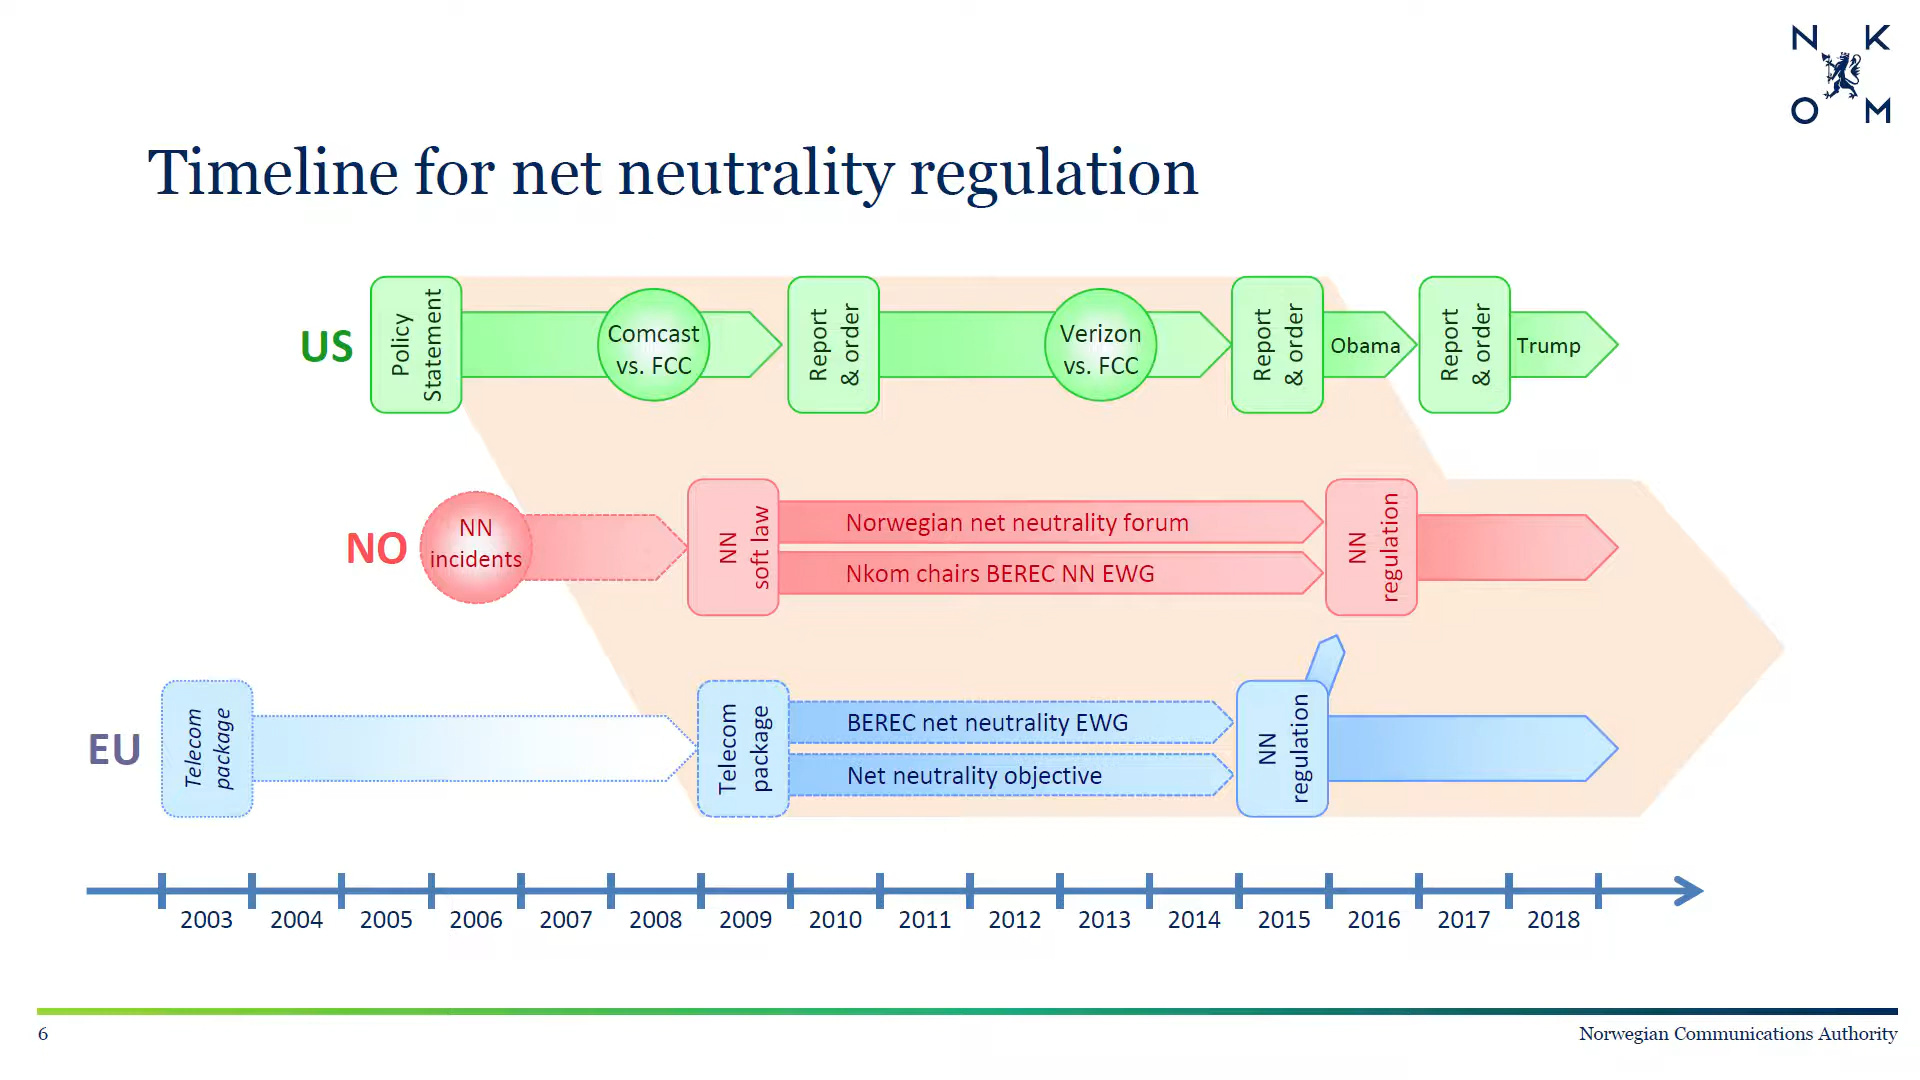 N K
O M
Timeline for net neutrality regulation
US
Policy
Statement
Comcast
vs. FCC
Report
& order
Verizon
vs. FCC
Report
& order
Obama
Report
& order
Trump
NO
NN
incidents
NN
soft law
Norwegian net neutrality forum
Nkom chairs BEREC NN EWG
NN
regulation
EU
Telecom
package
Telecom
package
BEREC net neutrality EWG
Net neutrality objective
NN
regulation
2003 2004 2005 2006 2007 2008 2009 2010 2011 2012 2013 2014 2015 2016 2017 2018
6
Norwegian Communications Authority